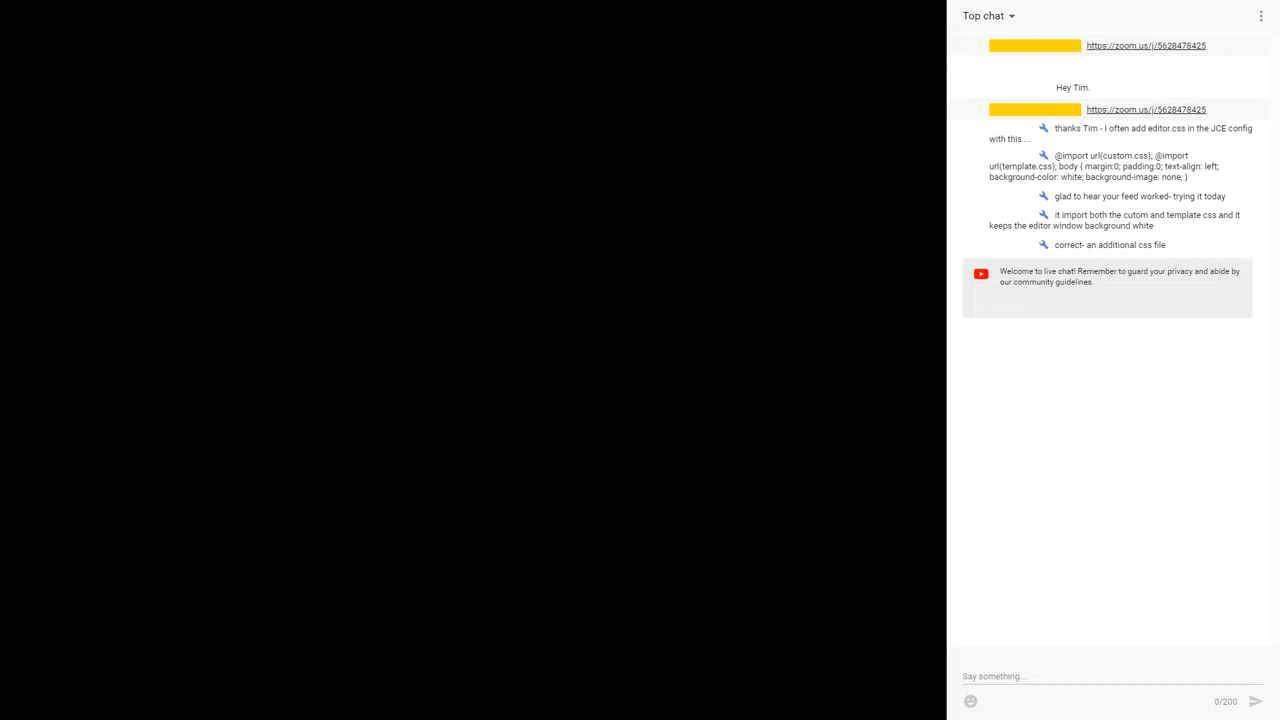 Top chat
https://zoom.us/j/5628478425
Hey Tim.
https://zoom.us/j/5628478425
thanks Tim - I often add editor.css in the JCE config
with this ...
@import url(custom.css); @import
url(template.css); body { margin:0; padding:0; text-align: left;
background-color: white; background-image: none; }
glad to hear your feed worked- trying it today
it import both the cutom and template css and it
keeps the editor window background white
correct- an additional css file
Welcome to live chat! Remember to guard your privacy and abide by
our community guidelines.
Say something...
0/200